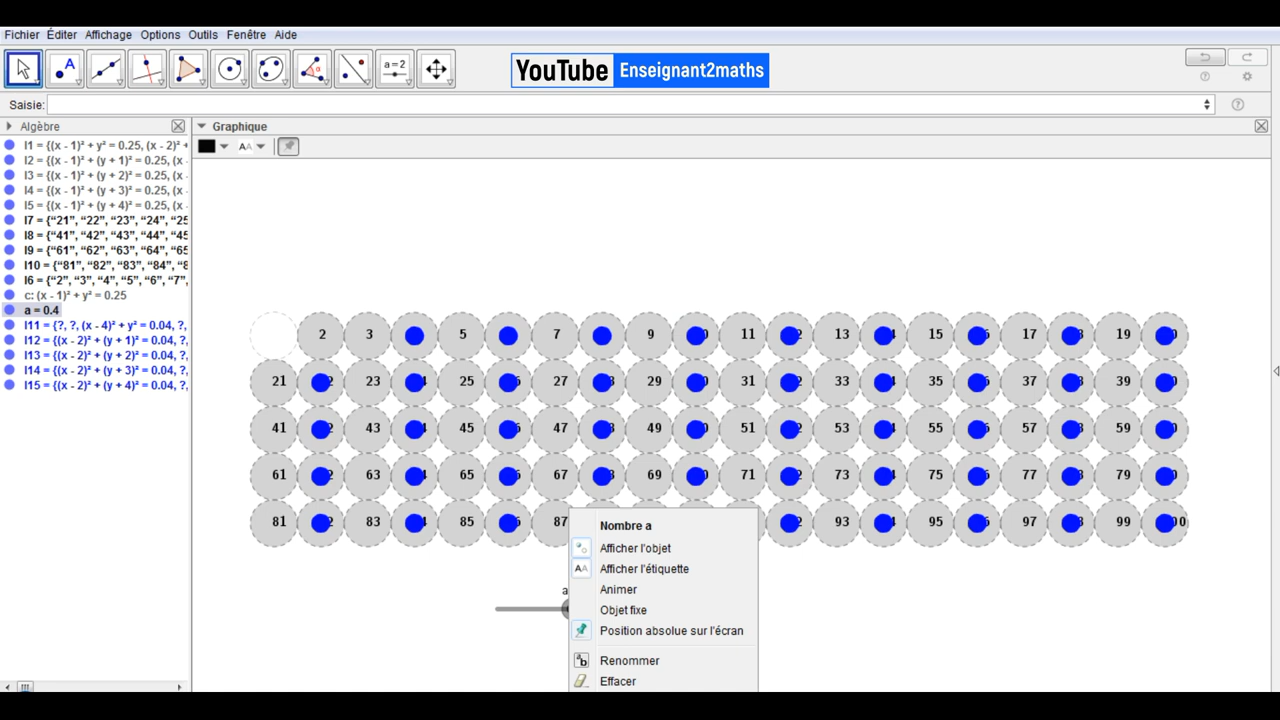 Fichier Éditer Affichage Options Outils Fenêtre Aide
a = 2
YouTube Enseignant2maths
Saisie:
Algèbre
Graphique
AA
l1 = {(x - 1)² + y² = 0.25, (x - 2)² +
l2 = {(x - 1)² + (y + 1)² = 0.25, (x -
l3 = {(x - 1)² + (y + 2)² = 0.25, (x -
l4 = {(x - 1)² + (y + 3)² = 0.25, (x -
l5 = {(x - 1)² + (y + 4)² = 0.25, (x -
l7 = {“21”, “22”, “23”, “24”, “25
l8 = {“41”, “42”, “43”, “44”, “45
l9 = {“61”, “62”, “63”, “64”, “65
l10 = {“81”, “82”, “83”, “84”, “8
l6 = {“2”, “3”, “4”, “5”, “6”, “7”,
c: (x - 1)² + y² = 0.25
a = 0.4
l11 = {?, ?, (x - 4)² + y² = 0.04, ?,
l12 = {(x - 2)² + (y + 1)² = 0.04, ?,
l13 = {(x - 2)² + (y + 2)² = 0.04, ?,
l14 = {(x - 2)² + (y + 3)² = 0.04, ?,
l15 = {(x - 2)² + (y + 4)² = 0.04, ?,
2 3 5 7 9 11 13 15 17 19
21 23 25 27 29 31 33 35 37 39
41 43 45 47 49 51 53 55 57 59
61 63 65 67 69 71 73 75 77 79
81 83 85 87 93 95 97 99
a
Nombre a
Afficher l'objet
AA Afficher l'étiquette
Animer
Objet fixe
Position absolue sur l'écran
Renommer
Effacer